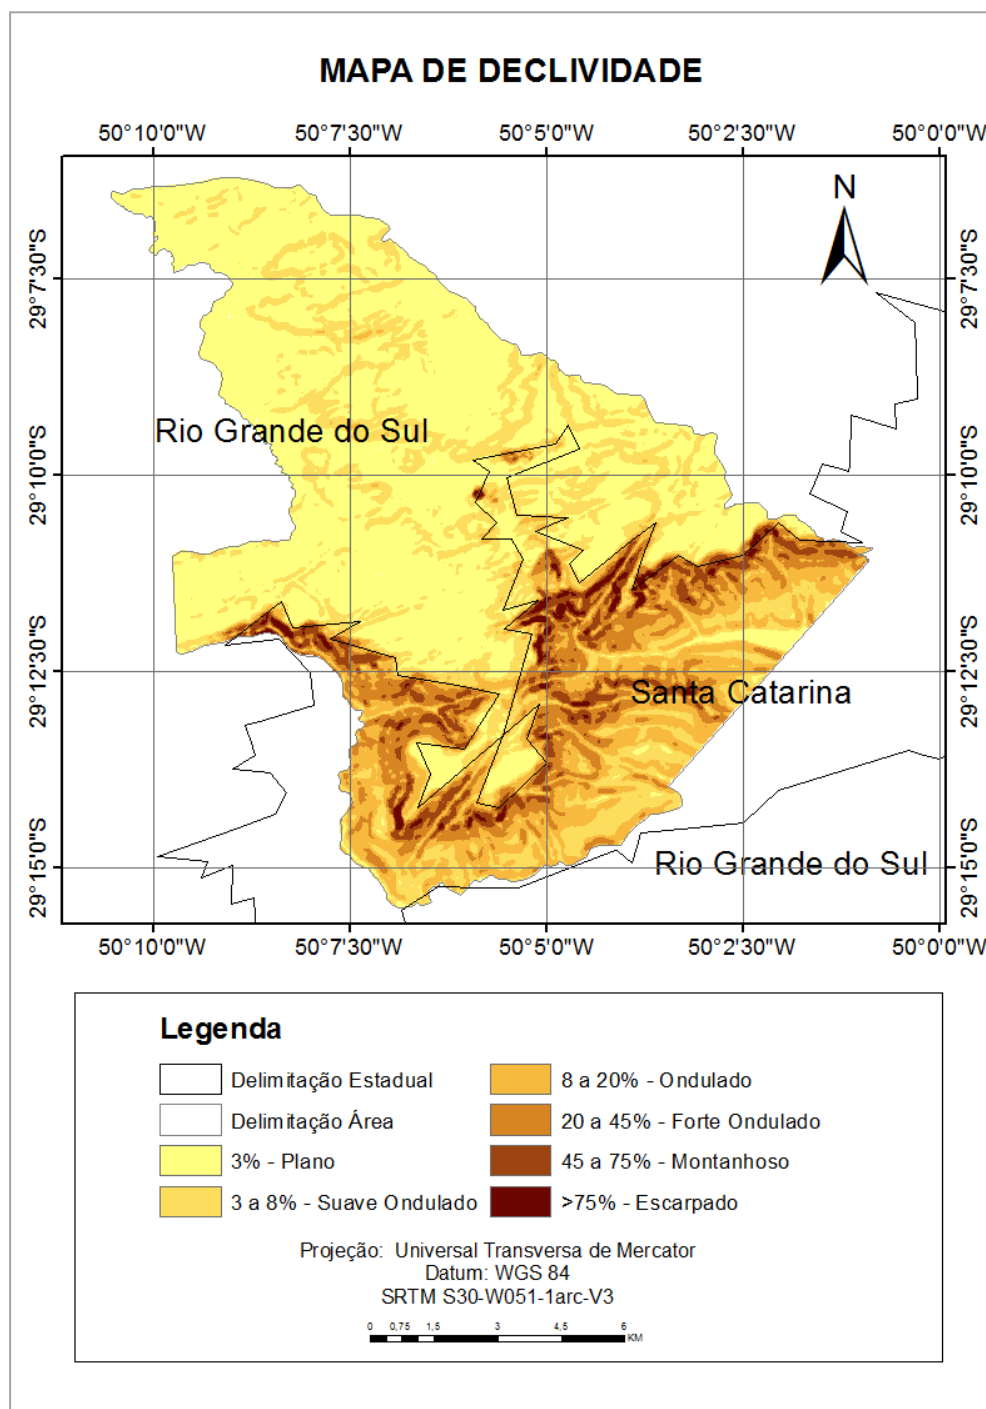 MAPA DE DECLIVIDADE
50°10'0"W 50°7'30"W 50°5'0"W 50°2'30"W 50°0'0"W
N
29°7'30"S 29°7'30"S
Rio Grande do Sul
29°10'0"S 29°10'0"S
29°12'30"S 29°12'30"S
Santa Catarina
Rio Grande do Sul
29°15'0"S 29°15'0"S
50°10'0"W 50°7'30"W 50°5'0"W 50°2'30"W 50°0'0"W
Legenda
Delimitação Estadual
Delimitação Área
3% - Plano
3 a 8% - Suave Ondulado
8 a 20% - Ondulado
20 a 45% - Forte Ondulado
45 a 75% - Montanhoso
>75% - Escarpado
Projeção: Universal Transversa de Mercator
Datum: WGS 84
SRTM S30-W051-1arc-V3
0 0,75 1,5 3 4,5 6
KM